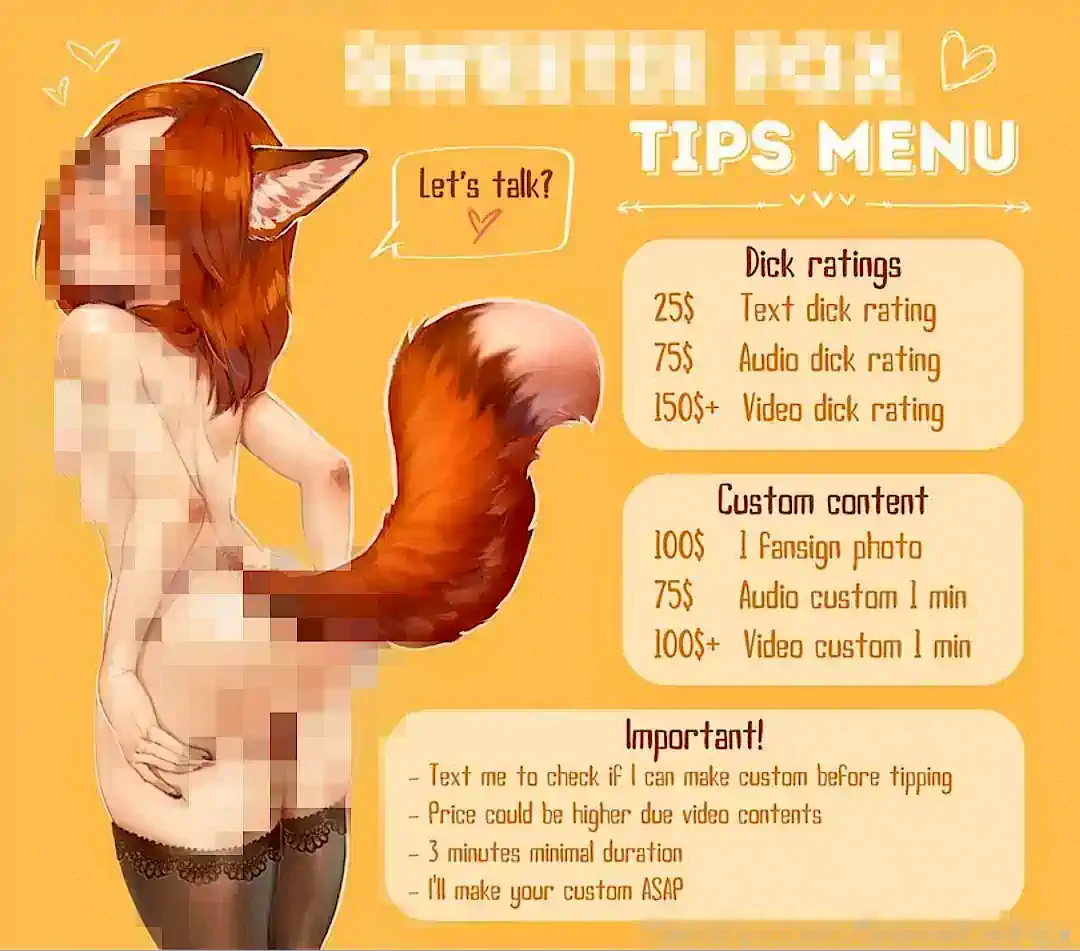 TIPS MENU
Let's talk?
Dick ratings
25$ Text dick rating
75$ Audio dick rating
150$+ Video dick rating
Custom content
100$ 1 fansign photo
75$ Audio custom 1 min
100$+ Video custom 1 min
Important!
- Text me to check if I can make custom before tipping
- Price could be higher due video contents
- 3 minutes minimal duration
- I'll make your custom ASAP